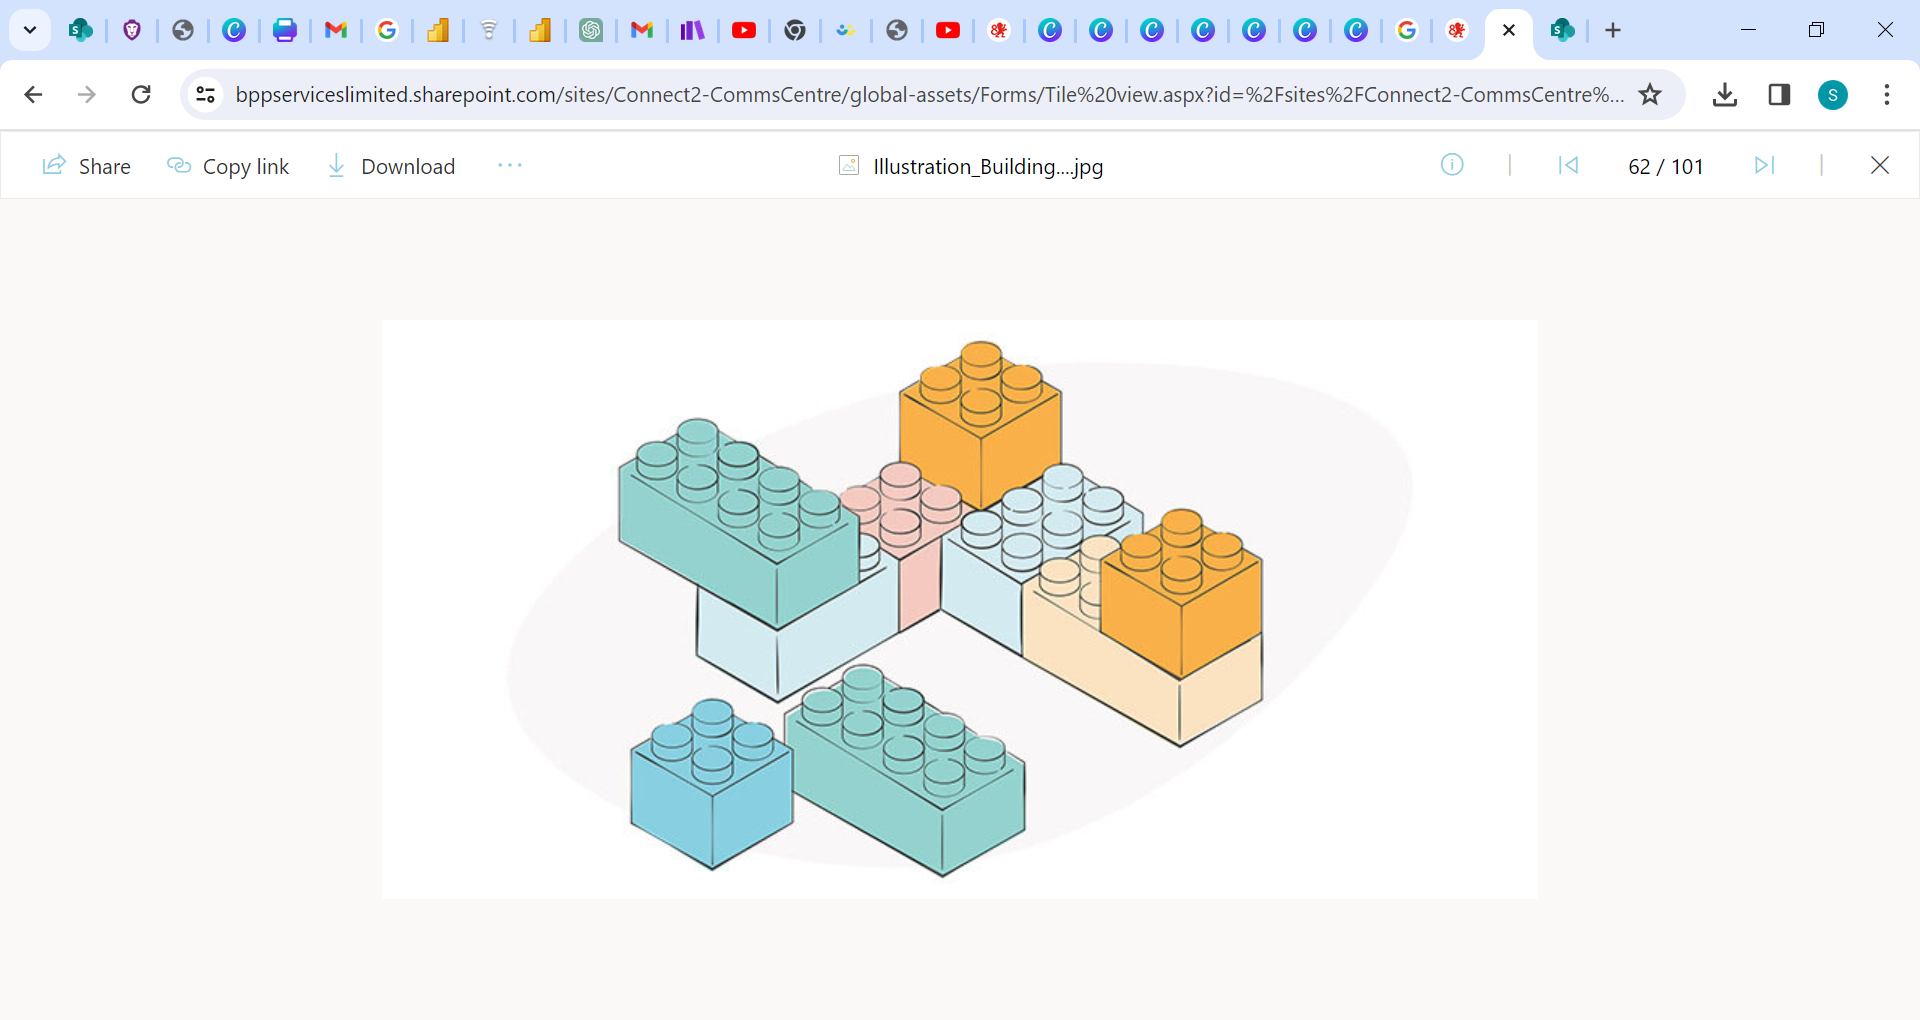 bppserviceslimited.sharepoint.com/sites/Connect2-CommsCentre/global-assets/Forms/Tile%20view.aspx?id=%2Fsites%2FConnect2-CommsCentre%...
S
Share
Copy link
Download
Illustration_Building....jpg
62 / 101